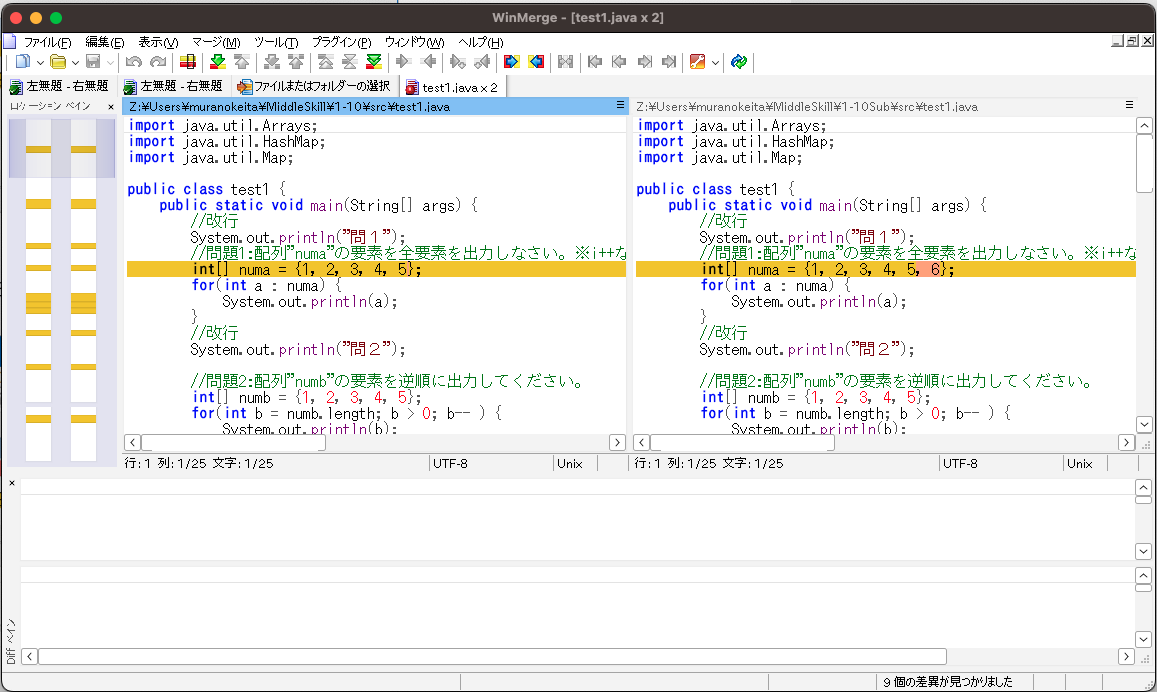 WinMerge - [test1.java x 2]
ファイル(F) 編集(E) 表示(V) マージ(M) ツール(T) プラグイン(P) ウィンドウ(W) ヘルプ(H)
左無題 - 右無題 左無題 - 右無題 ファイルまたはフォルダーの選択 test1.java x 2
ロケーション ペイン ×
Z:¥Users¥muranokeita¥MiddleSkill¥1-10¥src¥test1.java
import java.util.Arrays;
import java.util.HashMap;
import java.util.Map;
public class test1 {
public static void main(String[] args) {
//改行
System.out.println("問１");
//問題1:配列"numa"の要素を全要素を出力しなさい。※i++な
int[] numa = {1, 2, 3, 4, 5};
for(int a : numa) {
System.out.println(a);
}
//改行
System.out.println("問２");
//問題2:配列"numb"の要素を逆順に出力してください。
int[] numb = {1, 2, 3, 4, 5};
for(int b = numb.length; b > 0; b-- ) {
System.out.println(b);
行: 1 列: 1/25 文字: 1/25 UTF-8 Unix
Z:¥Users¥muranokeita¥MiddleSkill¥1-10Sub¥src¥test1.java
import java.util.Arrays;
import java.util.HashMap;
import java.util.Map;
public class test1 {
public static void main(String[] args) {
//改行
System.out.println("問１");
//問題1:配列"numa"の要素を全要素を出力しなさい。※i++な
int[] numa = {1, 2, 3, 4, 5, 6};
for(int a : numa) {
System.out.println(a);
}
//改行
System.out.println("問２");
//問題2:配列"numb"の要素を逆順に出力してください。
int[] numb = {1, 2, 3, 4, 5};
for(int b = numb.length; b > 0; b-- ) {
System.out.println(b);
行: 1 列: 1/25 文字: 1/25 UTF-8 Unix
Diff ペイン
9 個の差異が見つかりました